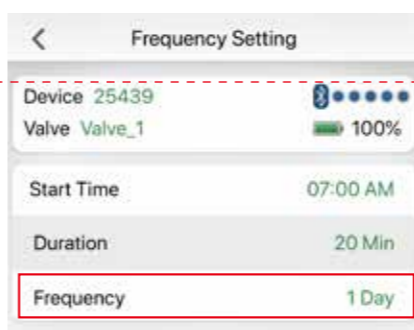 Frequency Setting
Device 25439
Valve Valve_1 100%
Start Time 07:00 AM
Duration 20 Min
Frequency 1 Day